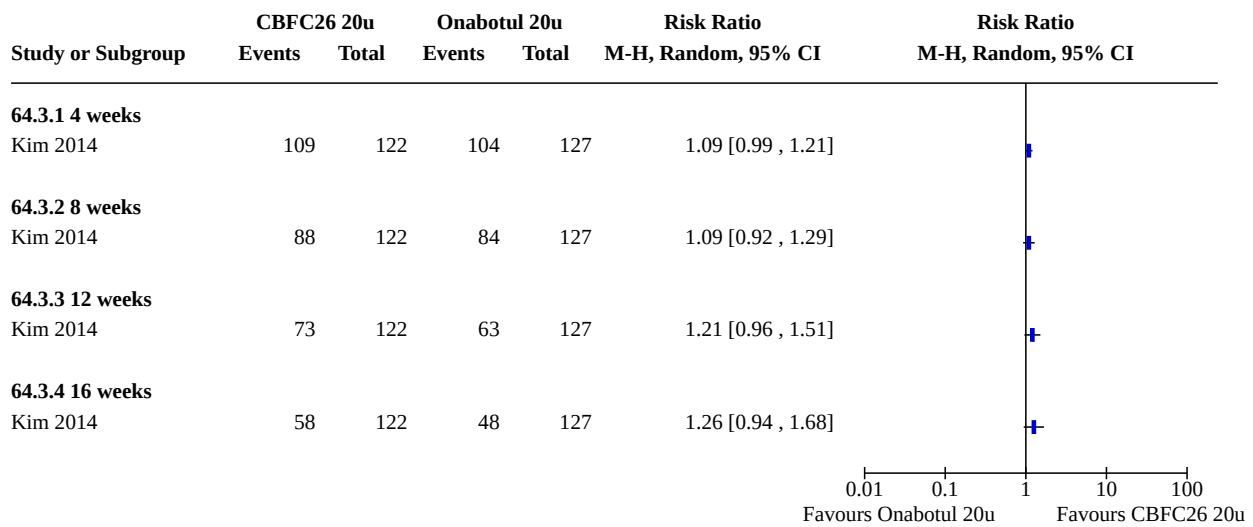 CBFC26 20u Onabotul 20u Risk Ratio Risk Ratio
Study or Subgroup Events Total Events Total M-H, Random, 95% CI M-H, Random, 95% CI
64.3.1 4 weeks
Kim 2014 109 122 104 127 1.09 [0.99 , 1.21]
64.3.2 8 weeks
Kim 2014 88 122 84 127 1.09 [0.92 , 1.29]
64.3.3 12 weeks
Kim 2014 73 122 63 127 1.21 [0.96 , 1.51]
64.3.4 16 weeks
Kim 2014 58 122 48 127 1.26 [0.94 , 1.68]
0.01 0.1 1 10 100
Favours Onabotul 20u Favours CBFC26 20u